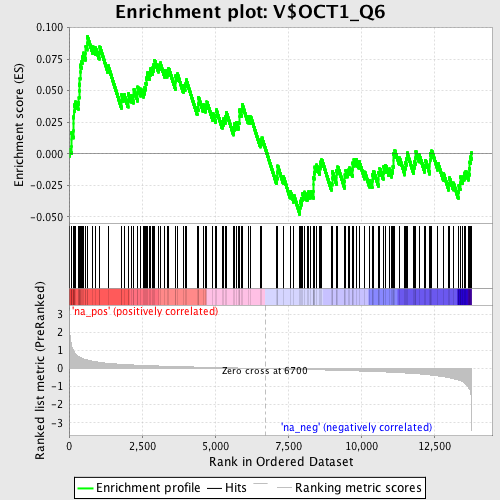 Enrichment plot: V$OCT1_Q6
Enrichment score (ES)
0.100
0.075
0.050
0.025
0.000
-0.025
-0.050
Ranked list metric (PreRanked)
'na_pos' (positively correlated)
3
2
1
0
-1
-2
-3
Zero cross at 6700
'na_neg' (negatively correlated)
0
2,500
5,000
7,500
10,000
12,500
Rank in Ordered Dataset
Enrichment profile
Hits
Ranking metric scores